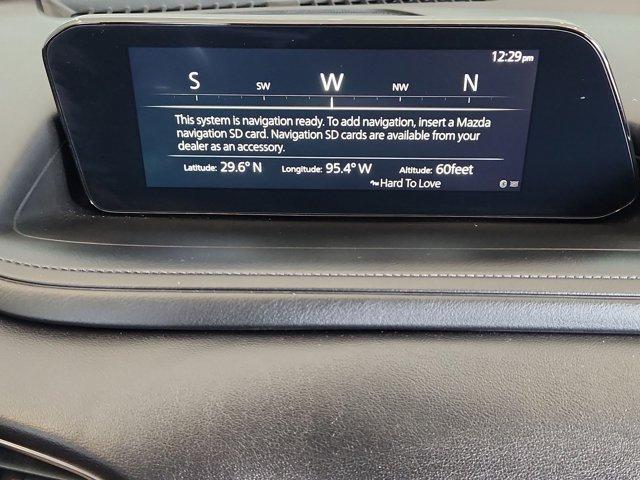 12:29pm
S SW W NW N
This system is navigation ready. To add navigation, insert a Mazda
navigation SD card. Navigation SD cards are available from your
dealer as an accessory.
Latitude: 29.6° N Longitude: 95.4° W Altitude: 60feet
Hard To Love